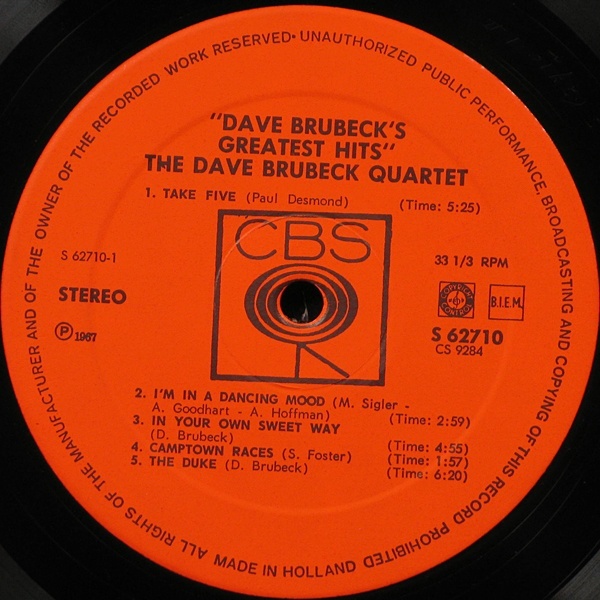 ALL RIGHTS OF THE MANUFACTURER AND OF THE OWNER OF THE RECORDED WORK RESERVED • UNAUTHORIZED PUBLIC PERFORMANCE, BROADCASTING AND COPYING OF THIS RECORD PROHIBITED
"DAVE BRUBECK'S
GREATEST HITS"
THE DAVE BRUBECK QUARTET
1. TAKE FIVE (Paul Desmond) (Time: 5:25)
CBS
S 62710-1
33 1/3 RPM
STEREO
B.I.E.M.
S 62710
CS 9284
Ⓟ 1967
2. I'M IN A DANCING MOOD (M. Sigler -
A. Goodhart - A. Hoffman) (Time: 2:59)
3. IN YOUR OWN SWEET WAY
(D. Brubeck) (Time: 4:55)
4. CAMPTOWN RACES (S. Foster) (Time: 1:57)
5. THE DUKE (D. Brubeck) (Time: 6:20)
MADE IN HOLLAND